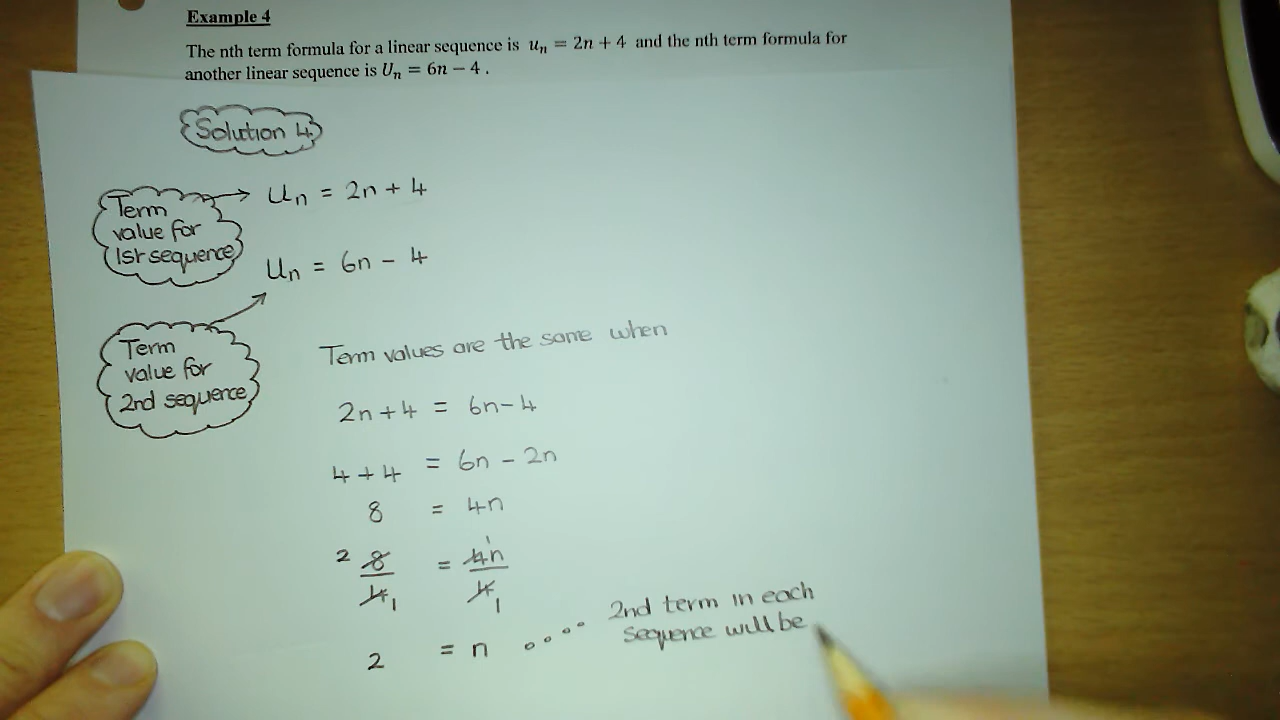 Example 4
The nth term formula for a linear sequence is uₙ = 2n + 4 and the nth term formula for
another linear sequence is Uₙ = 6n − 4 .
Solution 4
Term
value for
1st sequence
Uₙ = 2n + 4
Uₙ = 6n − 4
Term
value for
2nd sequence
Term values are the same when
2n + 4 = 6n − 4
4 + 4 = 6n − 2n
8 = 4n
2 8/4 1 = 4n/4 1 1
2 = n
2nd term in each
sequence will be